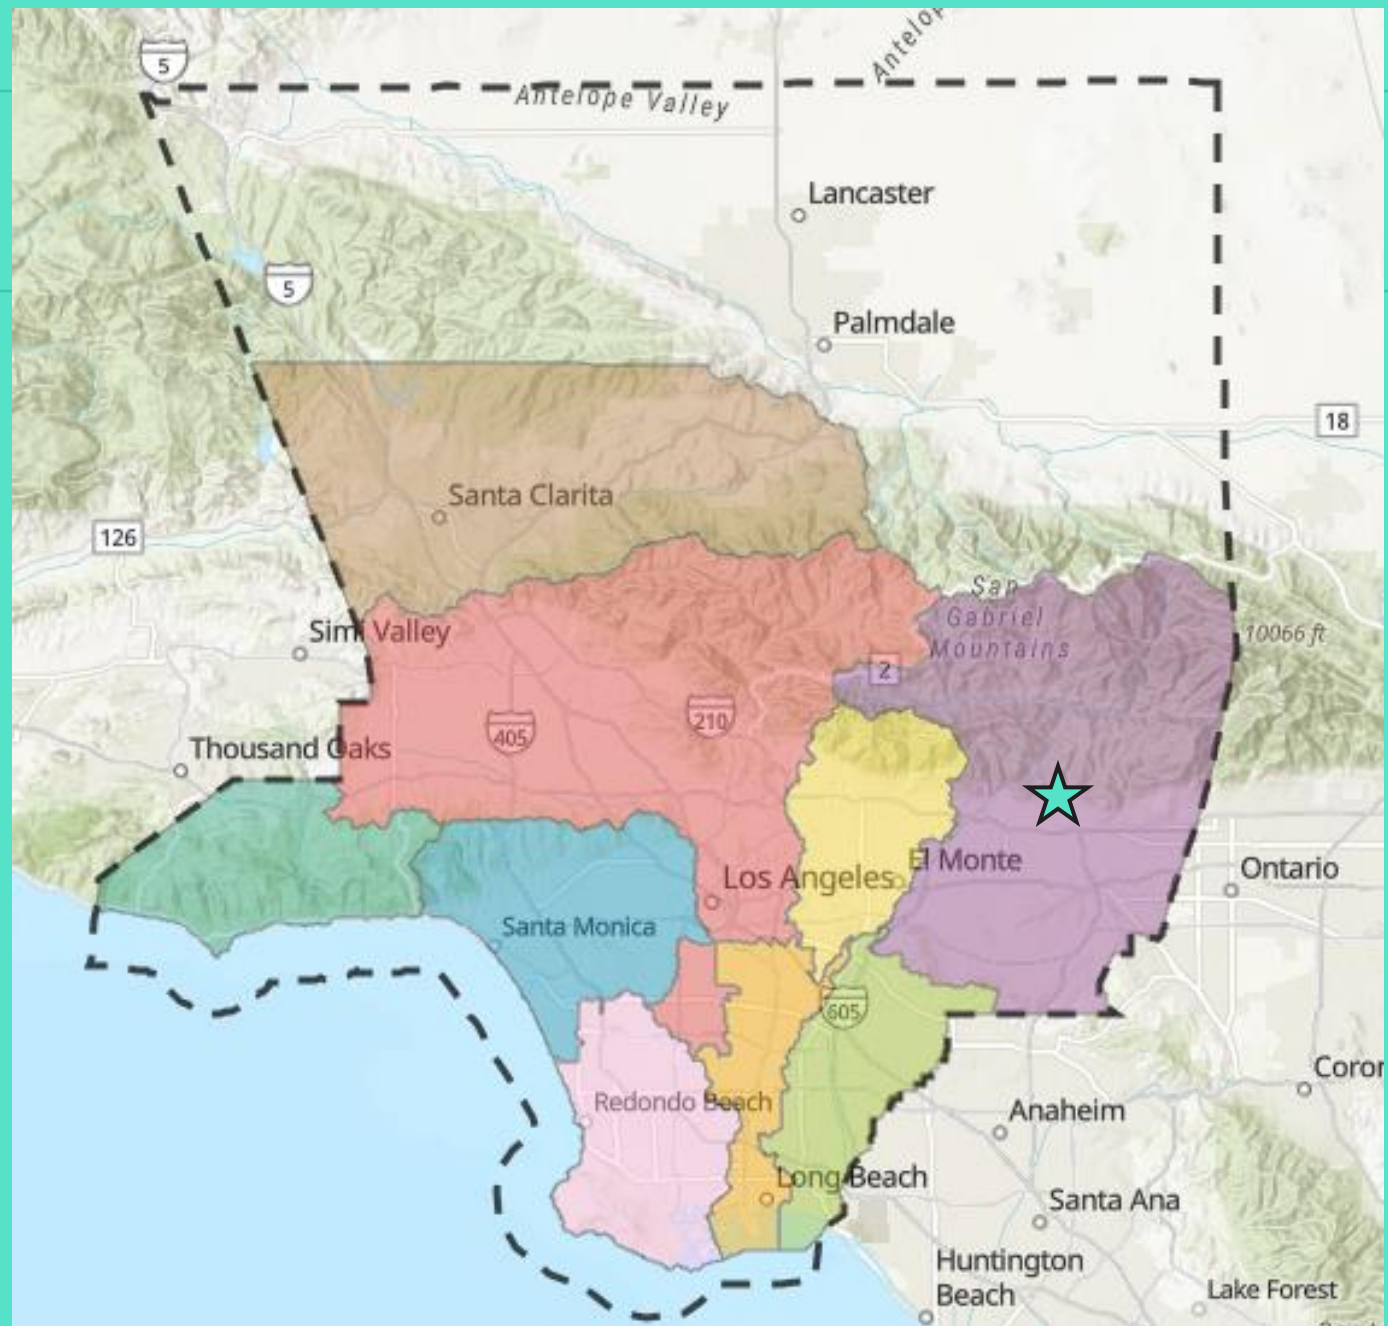 5
Antelope Valley
Antelop
Lancaster
5
Palmdale
18
Santa Clarita
126
San
Gabriel
Mountains
Simi Valley
10066 ft
2
210
405
Thousand Oaks
El Monte
Los Angeles
Ontario
Santa Monica
605
Coror
Redondo Beach
Anaheim
Long Beach
Santa Ana
Huntington
Beach
Lake Forest